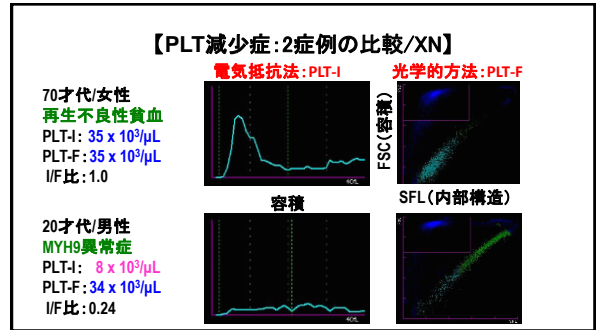 【PLT減少症:2症例の比較/XN】
電気抵抗法:PLT-I
光学的方法:PLT-F
70才代/女性
再生不良性貧血
PLT-I: 35 x 10³/μL
PLT-F:35 x 10³/μL
I/F比:1.0
40fL
FSC(容積)
容積
SFL(内部構造)
20才代/男性
MYH9異常症
PLT-I: 8 x 10³/μL
PLT-F:34 x 10³/μL
I/F比:0.24
40fL
SFL